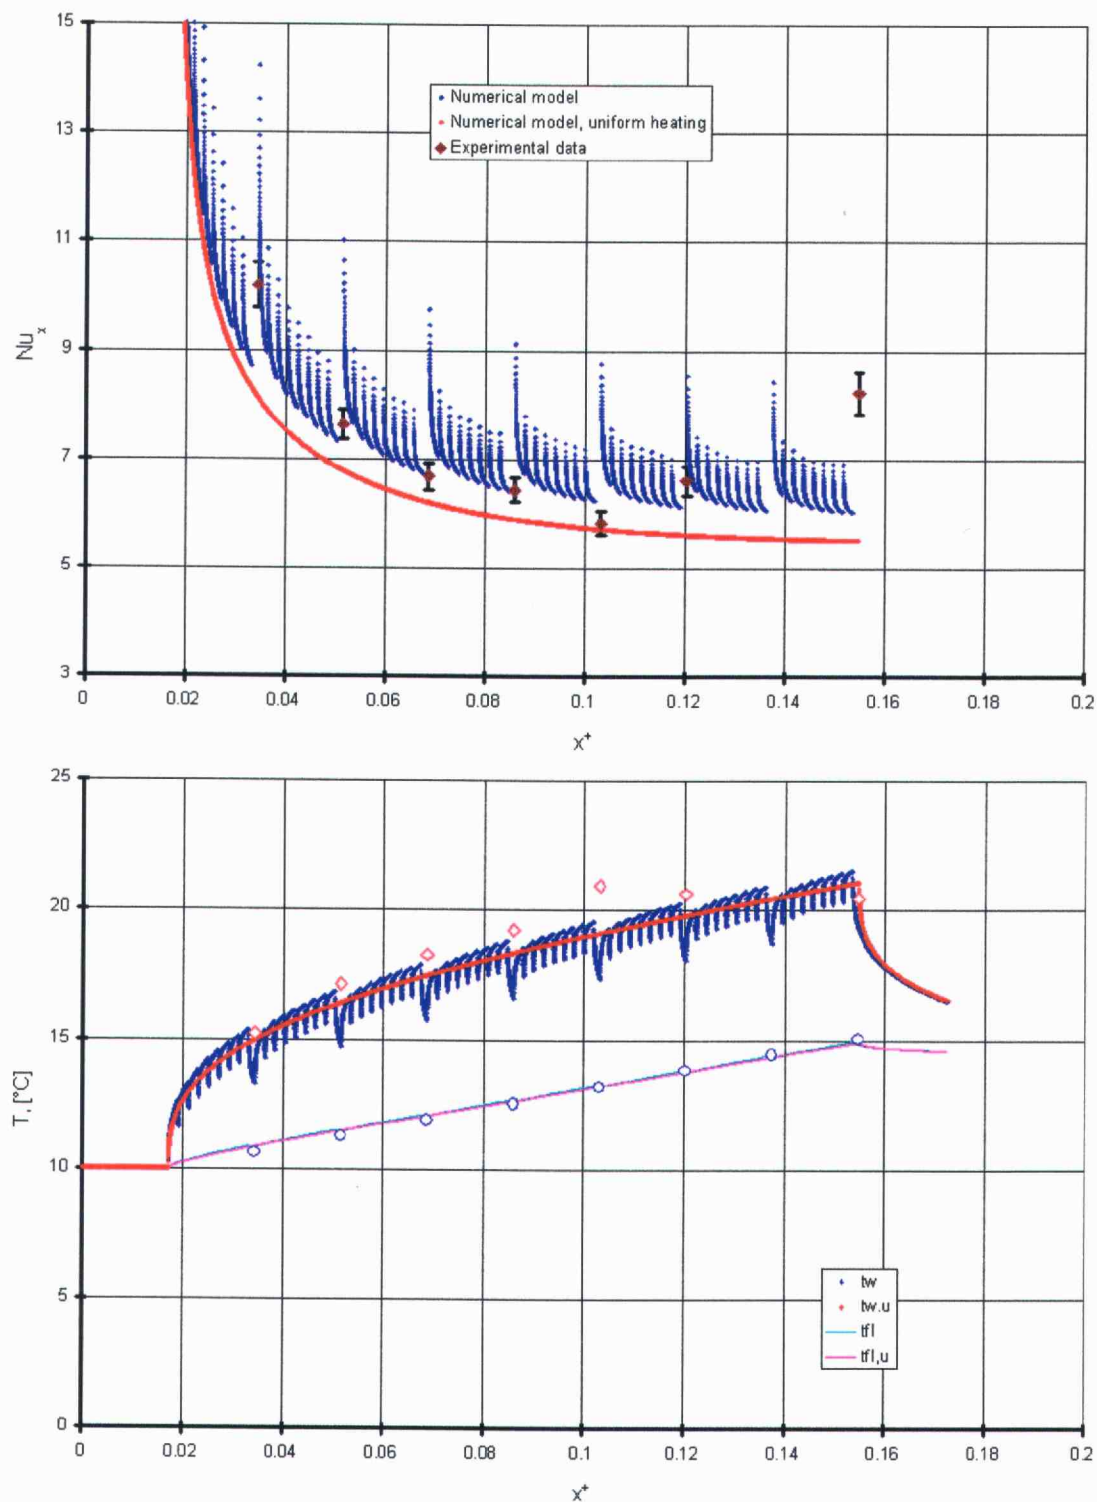 15
13
11
9
7
5
3
Nux
Numerical model
Numerical model, uniform heating
Experimental data
0 0.02 0.04 0.06 0.08 0.1 0.12 0.14 0.16 0.18 0.2
x+
25
20
15
10
5
0
T, [°C]
tw
tw.u
tfl
tfl,u
0 0.02 0.04 0.06 0.08 0.1 0.12 0.14 0.16 0.18 0.2
x+